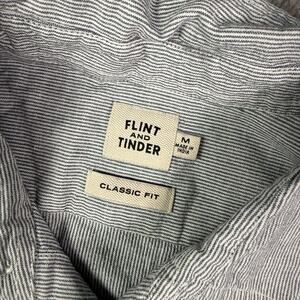 FLINT
AND
TINDER
M
MADE IN
INDIA
CLASSIC FIT